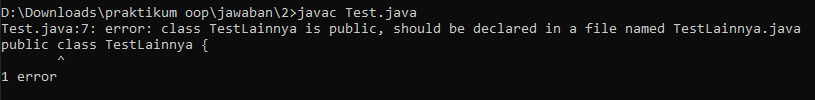 D:\Downloads\praktikum oop\jawaban\2>javac Test.java
Test.java:7: error: class TestLainnya is public, should be declared in a file named TestLainnya.java
public class TestLainnya {
       ^
1 error